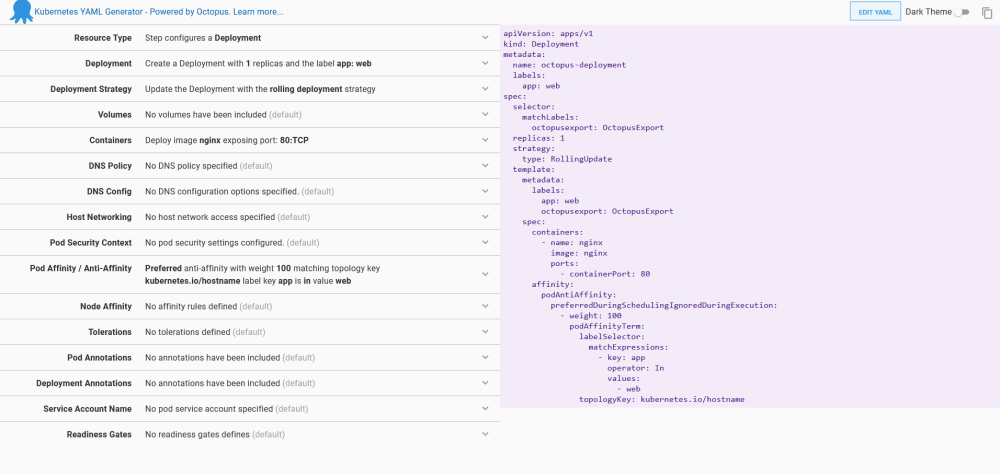 Kubernetes YAML Generator - Powered by Octopus. Learn more...
EDIT YAML
Dark Theme
Resource Type Step configures a Deployment
Deployment Create a Deployment with 1 replicas and the label app: web
Deployment Strategy Update the Deployment with the rolling deployment strategy
Volumes No volumes have been included (default)
Containers Deploy image nginx exposing port: 80:TCP
DNS Policy No DNS policy specified (default)
DNS Config No DNS configuration options specified. (default)
Host Networking No host network access specified (default)
Pod Security Context No pod security settings configured. (default)
Pod Affinity / Anti-Affinity Preferred anti-affinity with weight 100 matching topology key
kubernetes.io/hostname label key app is in value web
Node Affinity No affinity rules defined (default)
Tolerations No tolerations defined (default)
Pod Annotations No annotations have been included (default)
Deployment Annotations No annotations have been included (default)
Service Account Name No pod service account specified (default)
Readiness Gates No readiness gates defines (default)
apiVersion: apps/v1
kind: Deployment
metadata:
  name: octopus-deployment
  labels:
    app: web
spec:
  selector:
    matchLabels:
      octopusexport: OctopusExport
  replicas: 1
  strategy:
    type: RollingUpdate
  template:
    metadata:
      labels:
        app: web
        octopusexport: OctopusExport
    spec:
      containers:
        - name: nginx
          image: nginx
          ports:
            - containerPort: 80
      affinity:
        podAntiAffinity:
          preferredDuringSchedulingIgnoredDuringExecution:
            - weight: 100
              podAffinityTerm:
                labelSelector:
                  matchExpressions:
                    - key: app
                      operator: In
                      values:
                        - web
                topologyKey: kubernetes.io/hostname